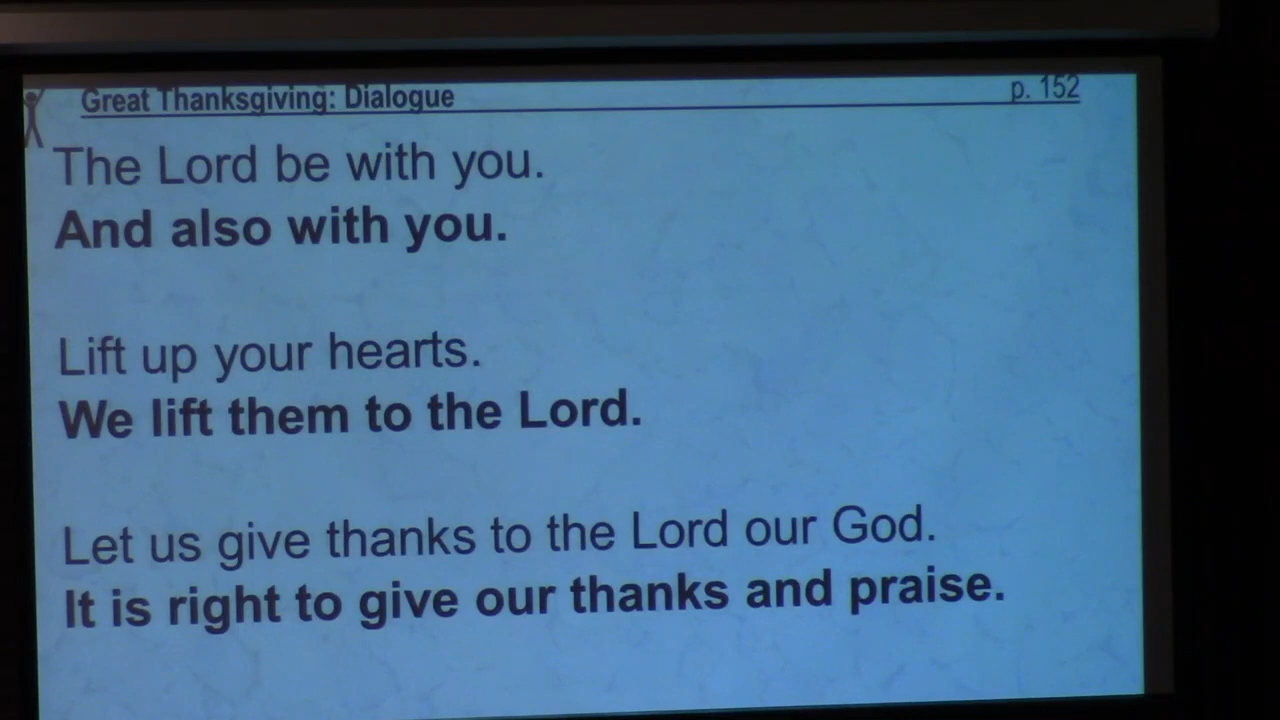 Great Thanksgiving: Dialogue p. 152
The Lord be with you.
And also with you.
Lift up your hearts.
We lift them to the Lord.
Let us give thanks to the Lord our God.
It is right to give our thanks and praise.